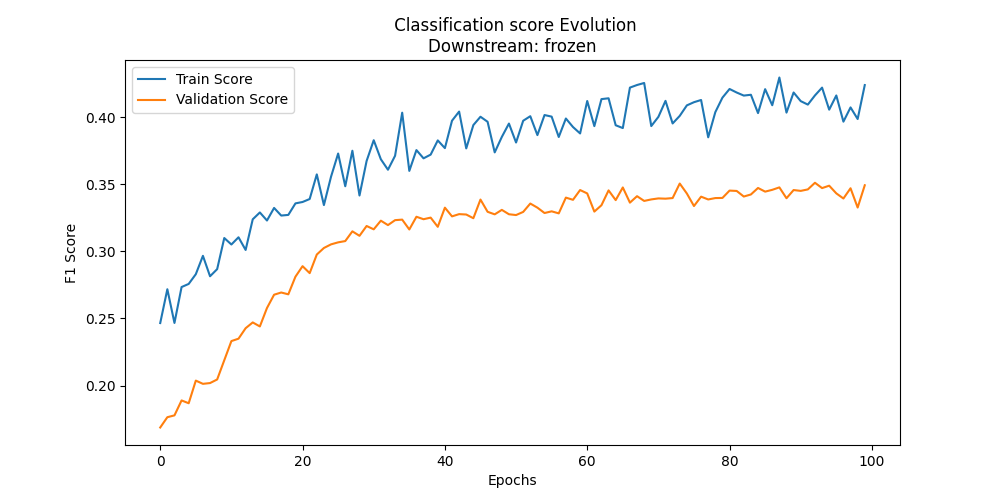 Classification score Evolution
Downstream: frozen
Train Score
Validation Score
F1 Score
0.40
0.35
0.30
0.25
0.20
0
20
40
60
80
100
Epochs